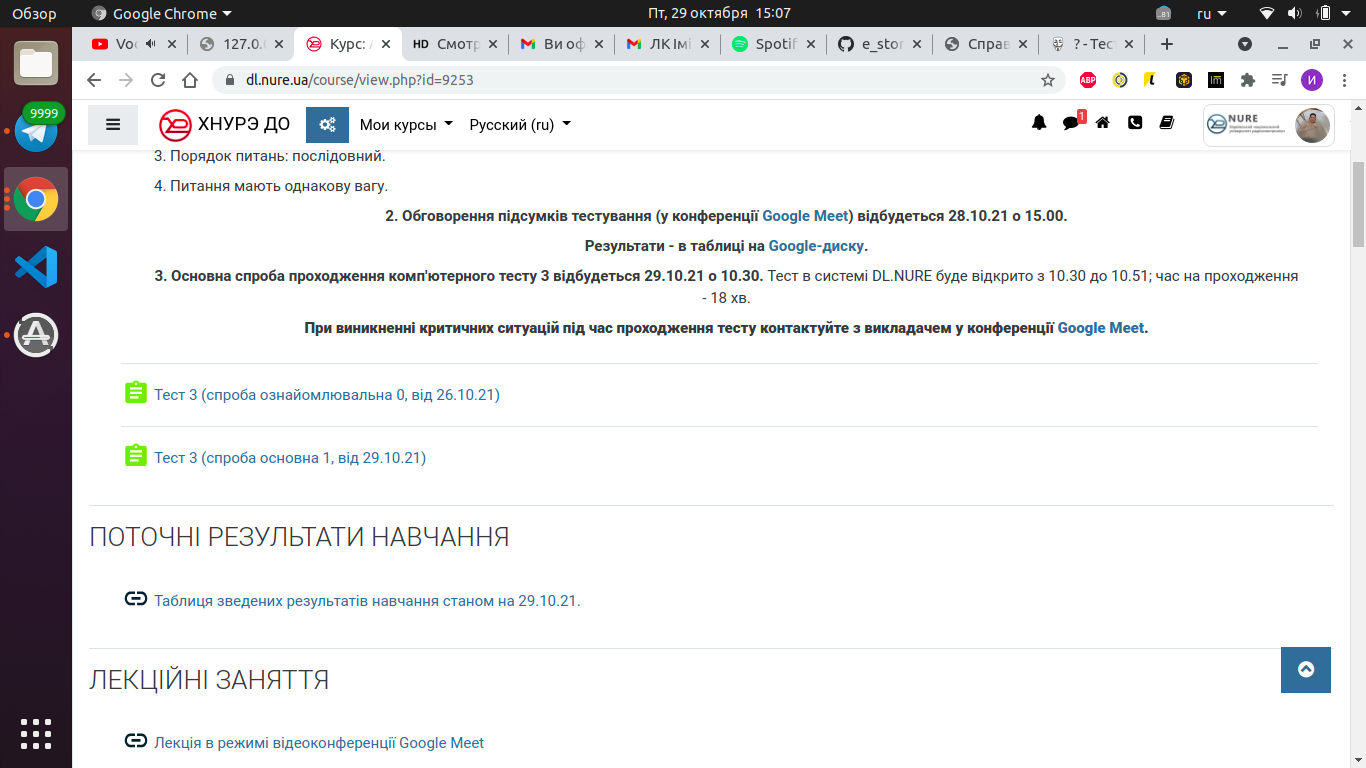 Обзор
Google Chrome
Пт, 29 октября 15:07
ru
9999
127.0.
Курс:
HD Смотр
Ви оф
ЛК Імі
Spotif
e_stor
Справ
? - Тес
dl.nure.ua/course/view.php?id=9253
ABP
И
ХНУРЭ ДО
Мои курсы
Русский (ru)
1
NURE
3. Порядок питань: послідовний.
4. Питання мають однакову вагу.
2. Обговорення підсумків тестування (у конференції Google Meet) відбудеться 28.10.21 о 15.00.
Результати - в таблиці на Google-диску.
3. Основна спроба проходження комп'ютерного тесту 3 відбудеться 29.10.21 о 10.30. Тест в системі DL.NURE буде відкрито з 10.30 до 10.51; час на проходження
- 18 хв.
При виникненні критичних ситуацій під час проходження тесту контактуйте з викладачем у конференції Google Meet.
Тест 3 (спроба ознайомлювальна 0, від 26.10.21)
Тест 3 (спроба основна 1, від 29.10.21)
ПОТОЧНІ РЕЗУЛЬТАТИ НАВЧАННЯ
Таблиця зведених результатів навчання станом на 29.10.21.
ЛЕКЦІЙНІ ЗАНЯТТЯ
Лекція в режимі відеоконференції Google Meet